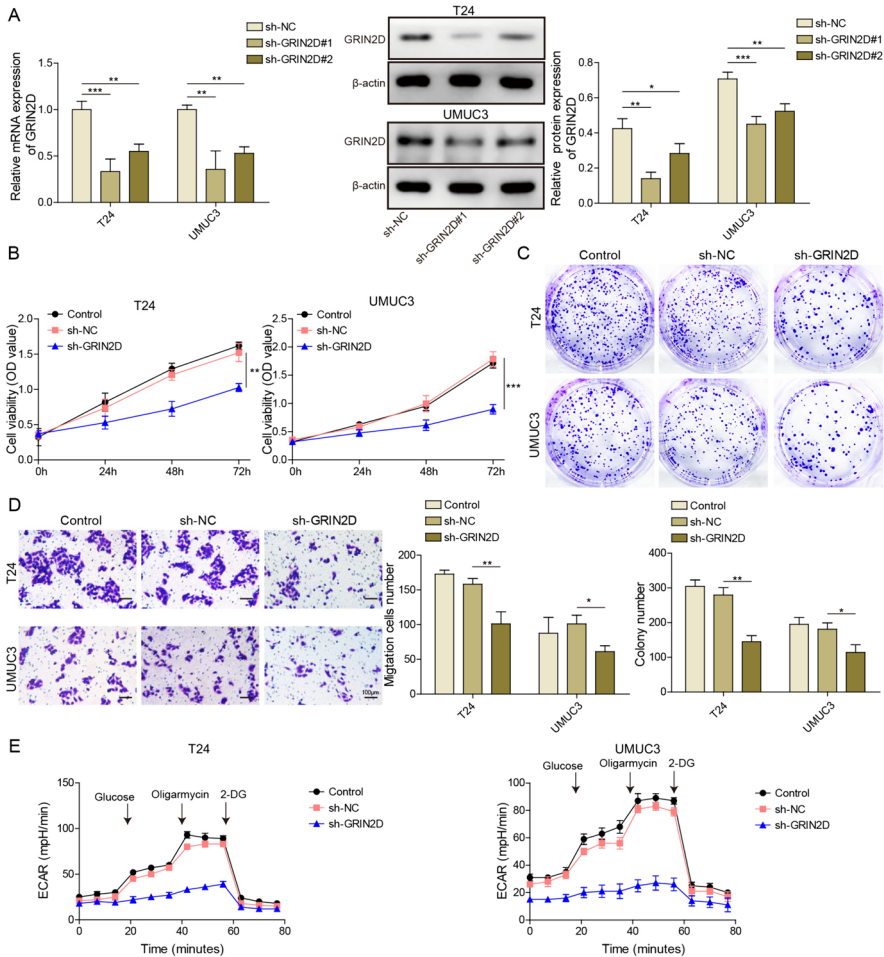 A
sh-NC
sh-GRIN2D#1
sh-GRIN2D#2
Relative mRNA expression
of GRIN2D
1.5
1.0
0.5
0.0
***
**
**
**
T24
UMUC3
T24
GRIN2D
β-actin
UMUC3
GRIN2D
β-actin
sh-NC
sh-GRIN2D#1
sh-GRIN2D#2
sh-NC
sh-GRIN2D#1
sh-GRIN2D#2
Relative protein expression
of GRIN2D
0.8
0.6
0.4
0.2
0.0
**
*
***
**
T24
UMUC3
B
T24
Control
sh-NC
sh-GRIN2D
Cell viability (OD value)
2.0
1.5
1.0
0.5
0.0
**
0h
24h
48h
72h
UMUC3
Control
sh-NC
sh-GRIN2D
Cell viability (OD value)
2.5
2.0
1.5
1.0
0.5
0.0
***
0h
24h
48h
72h
C
Control
sh-NC
sh-GRIN2D
T24
UMUC3
D
Control
sh-NC
sh-GRIN2D
T24
UMUC3
100μm
Control
sh-NC
sh-GRIN2D
Migtation cells number
200
150
100
50
0
**
*
T24
UMUC3
Control
sh-NC
sh-GRIN2D
Colony number
400
300
200
100
0
**
*
T24
UMUC3
E
T24
Glucose
Oligarmycin
2-DG
Control
sh-NC
sh-GRIN2D
ECAR (mpH/min)
150
100
50
0
0
20
40
60
80
Time (minutes)
UMUC3
Glucose
Oligarmycin
2-DG
Control
sh-NC
sh-GRIN2D
ECAR (mpH/min)
100
80
60
40
20
0
0
20
40
60
80
Time (minutes)